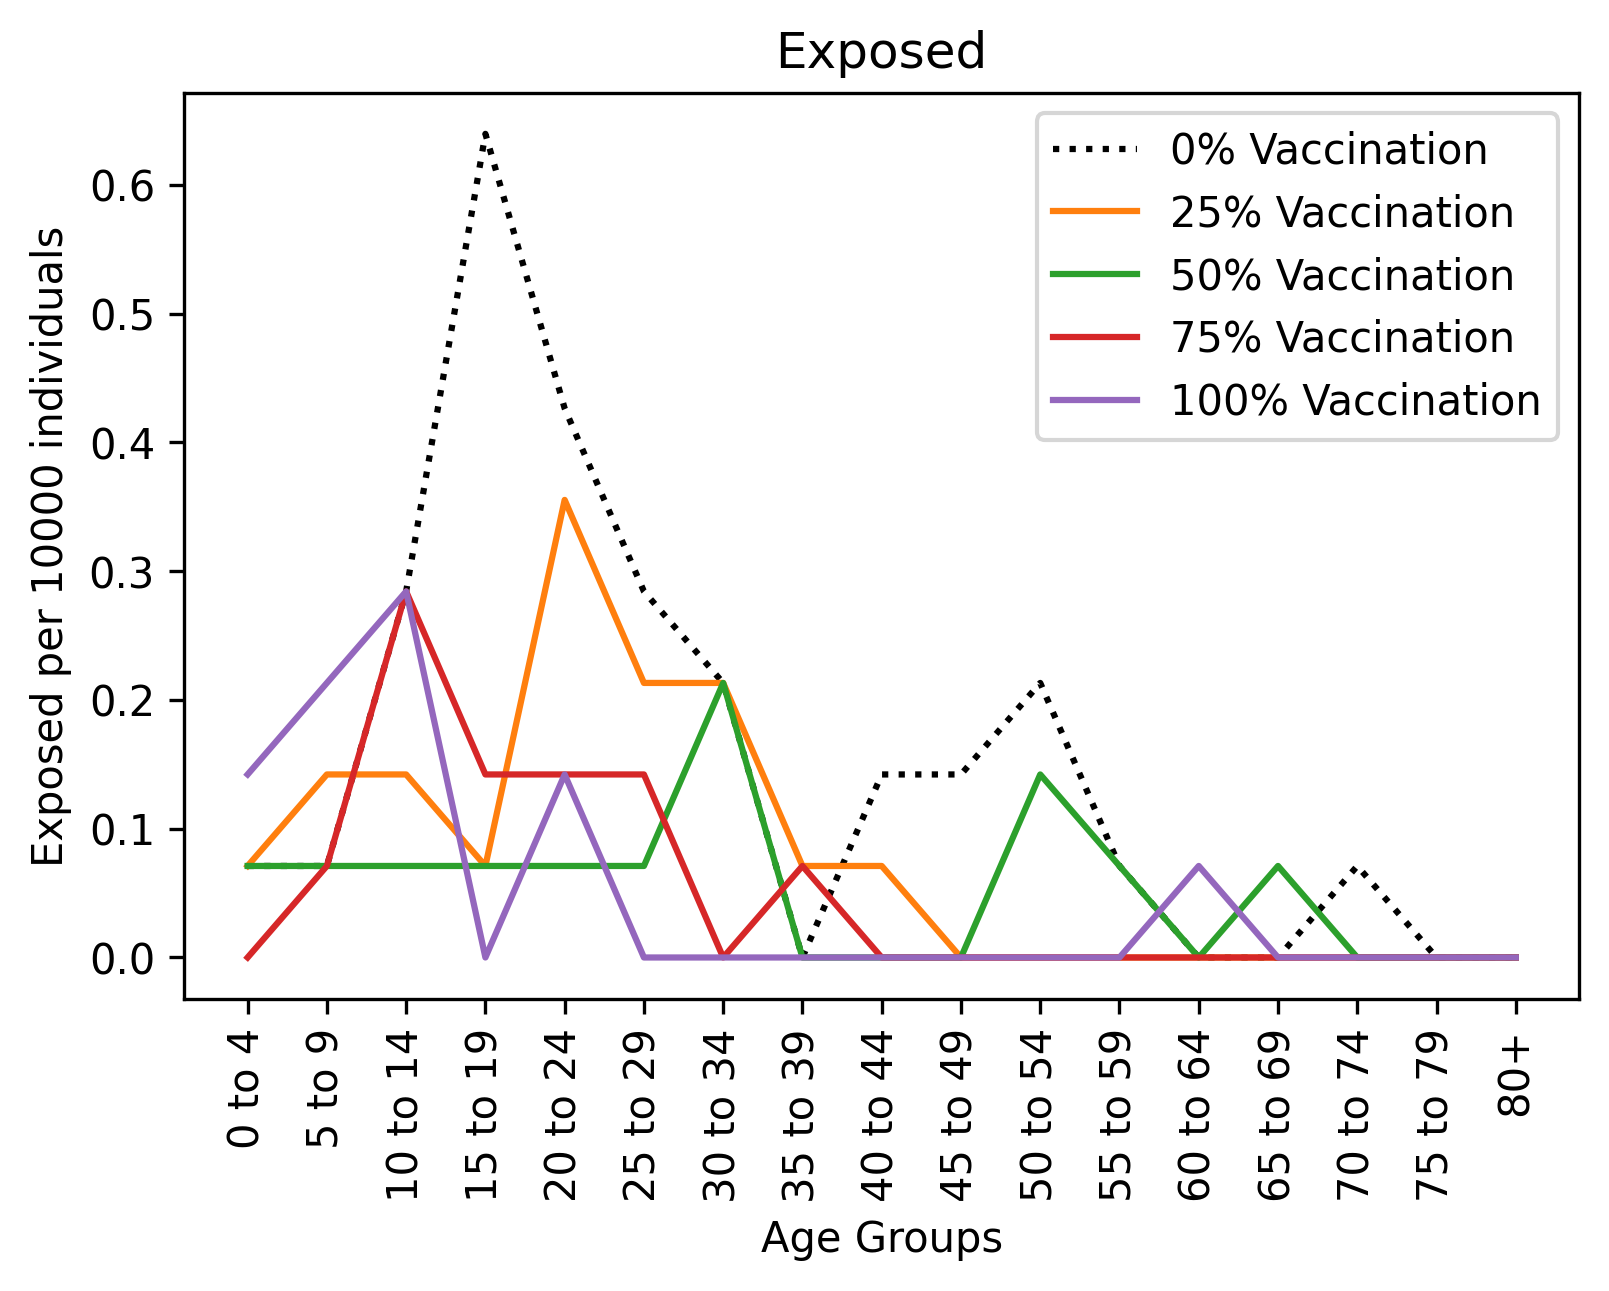 Exposed
Exposed per 10000 individuals
0.6
0.5
0.4
0.3
0.2
0.1
0.0
0% Vaccination
25% Vaccination
50% Vaccination
75% Vaccination
100% Vaccination
0 to 4
5 to 9
10 to 14
15 to 19
20 to 24
25 to 29
30 to 34
35 to 39
40 to 44
45 to 49
50 to 54
55 to 59
60 to 64
65 to 69
70 to 74
75 to 79
80+
Age Groups